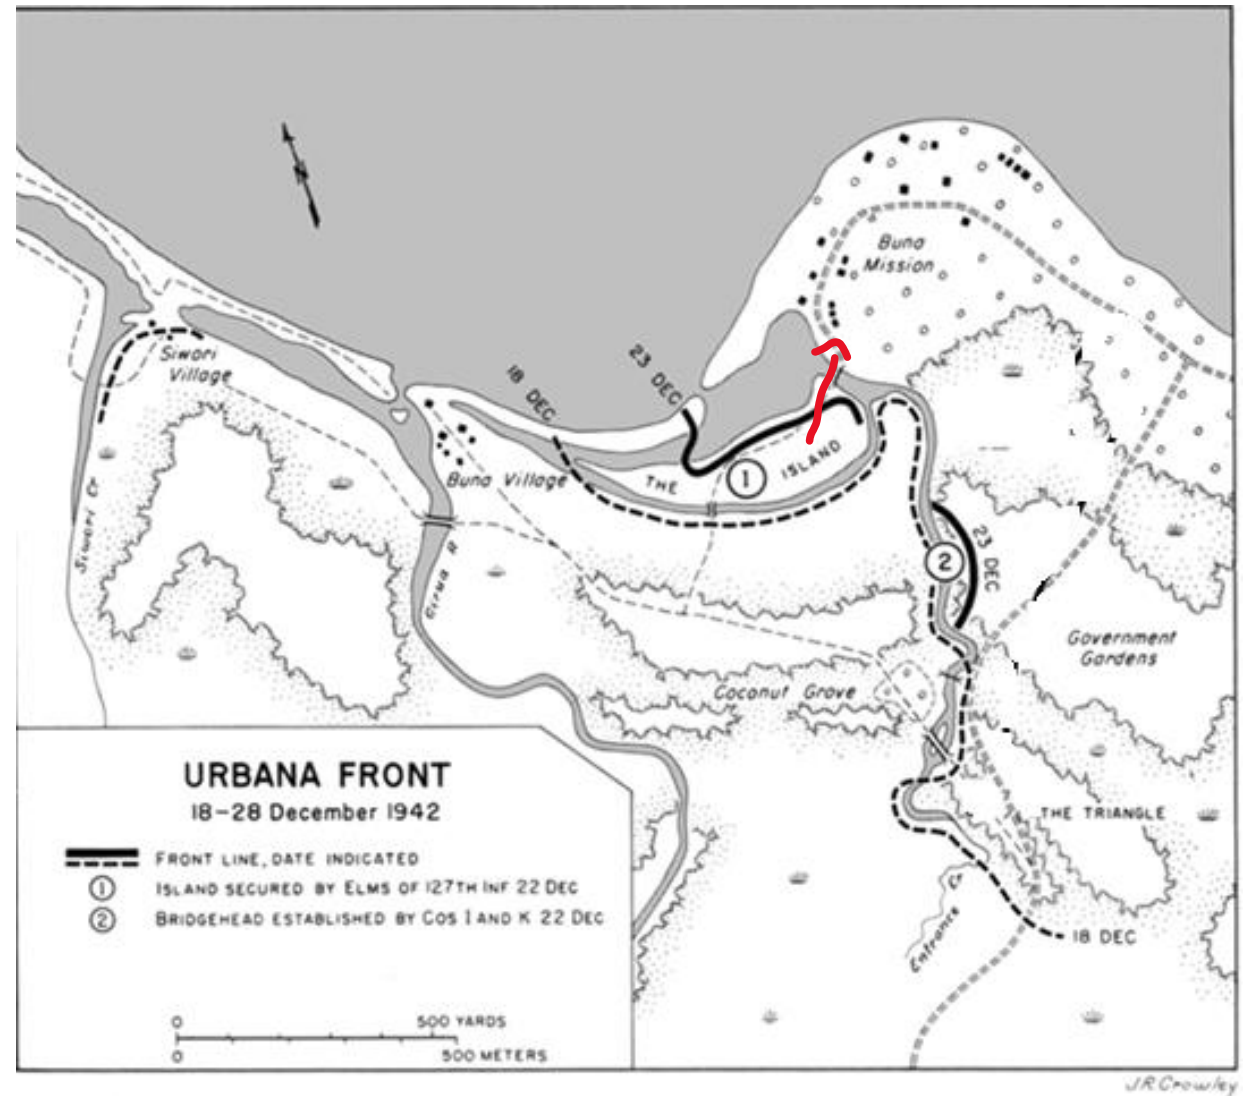 N
Buna
Mission
Siwori
Village
23 DEC
18 DEC
Buna Village
THE
ISLAND
1
23 DEC
2
Siwori Cr
Girua R
Government
Gardens
Coconut Grove
THE TRIANGLE
Entrance Cr
18 DEC
URBANA FRONT
18-28 December 1942
FRONT LINE, DATE INDICATED
1 ISLAND SECURED BY ELMS OF 127TH INF 22 DEC
2 BRIDGEHEAD ESTABLISHED BY COS I AND K 22 DEC
0 500 YARDS
0 500 METERS
J.R.Crowley